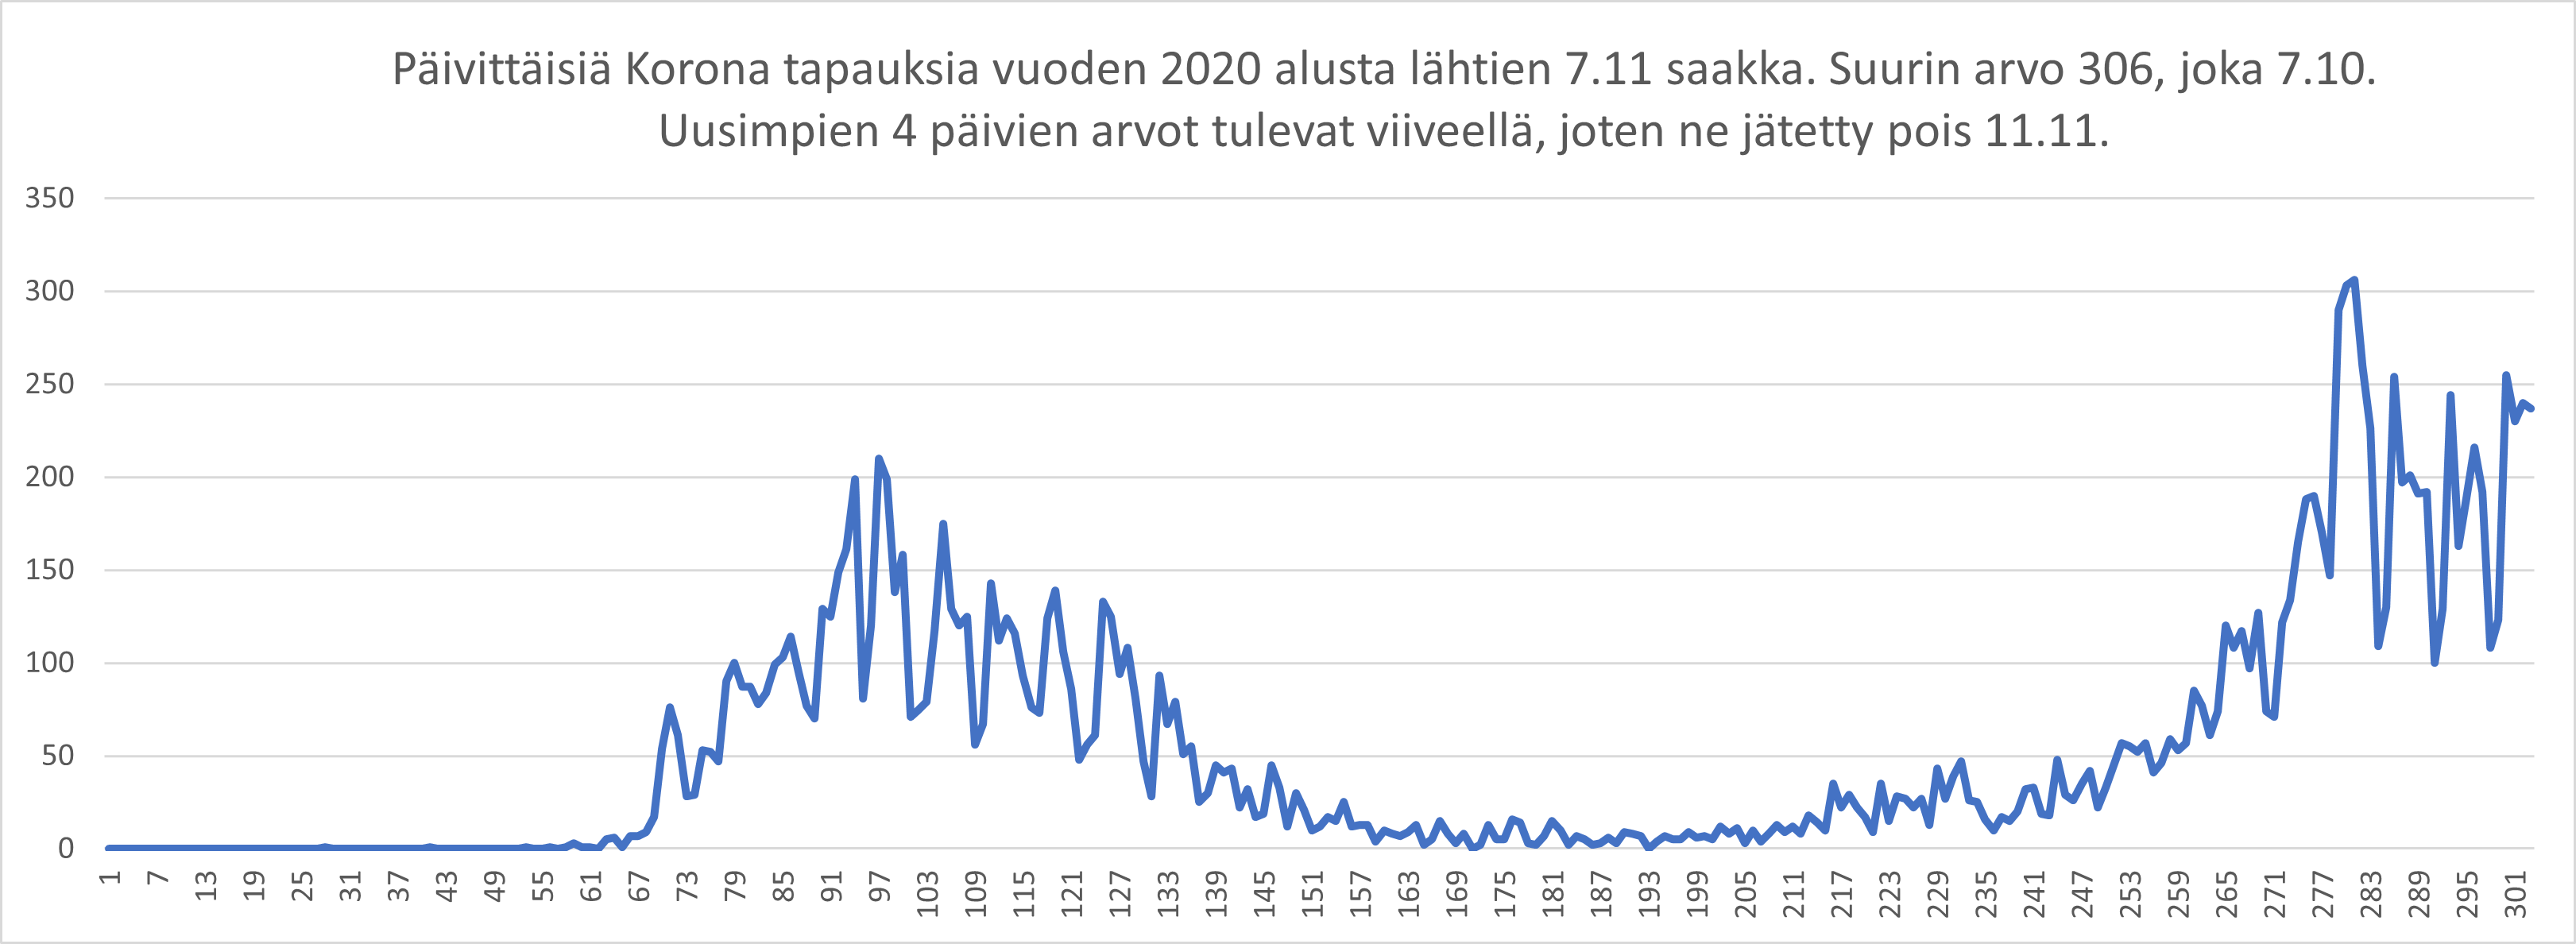 Päivittäisiä Korona tapauksia vuoden 2020 alusta lähtien 7.11 saakka. Suurin arvo 306, joka 7.10.
Uusimpien 4 päivien arvot tulevat viiveellä, joten ne jätetty pois 11.11.
350
300
250
200
150
100
50
0
1 7 13 19 25 31 37 43 49 55 61 67 73 79 85 91 97 103 109 115 121 127 133 139 145 151 157 163 169 175 181 187 193 199 205 211 217 223 229 235 241 247 253 259 265 271 277 283 289 295 301